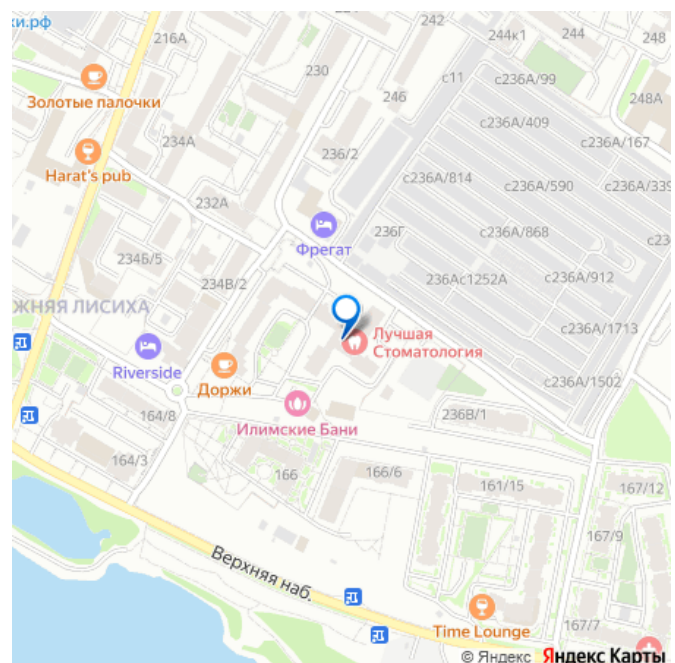 ки.рф
216А
242
244к1
244
248
230
246
с11
с236А/99
248А
Золотые палочки
234А
236/2
с236А/409
с236А/167
Harat's pub
232А
с236А/814
с236А/590
с236А/339
Фрегат
236Г
с236А/868
с23
234Б/5
234В/2
236Ас1252А
с236А/912
ЖНЯЯ ЛИСИХА
Лучшая
Стоматология
с236А/1713
Riverside
Доржи
с236А/1502
164/8
Илимские Бани
236В/1
164/3
166
166/6
161/15
167/12
167/9
Верхняя наб.
Time Lounge
167/7
© Яндекс Яндекс Карты